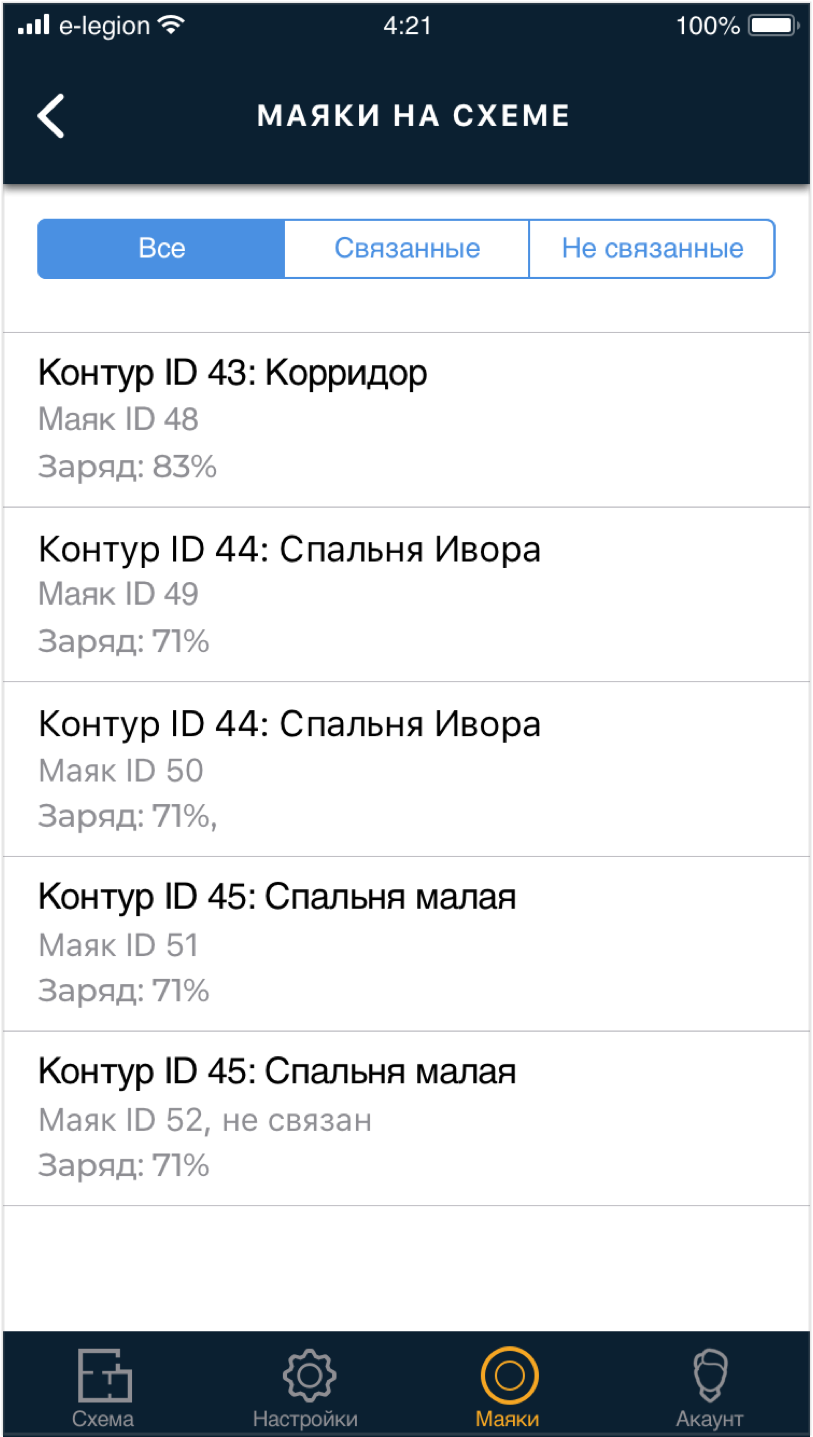 e-legion 4:21 100%
МАЯКИ НА СХЕМЕ
Все Связанные Не связанные
Контур ID 43: Корридор
Маяк ID 48
Заряд: 83%
Контур ID 44: Спальня Ивора
Маяк ID 49
Заряд: 71%
Контур ID 44: Спальня Ивора
Маяк ID 50
Заряд: 71%,
Контур ID 45: Спальня малая
Маяк ID 51
Заряд: 71%
Контур ID 45: Спальня малая
Маяк ID 52, не связан
Заряд: 71%
Схема Настройки Маяки Акаунт